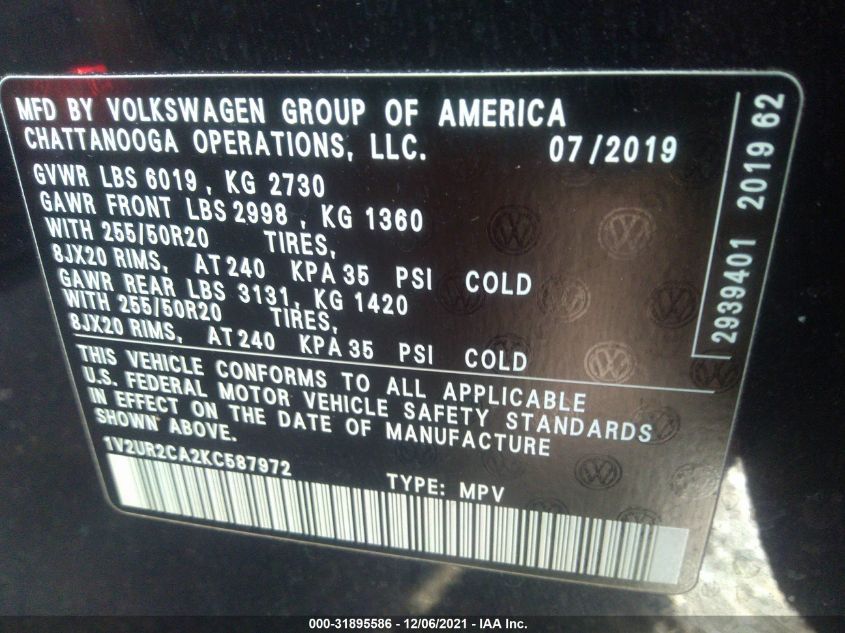 MFD BY VOLKSWAGEN GROUP OF AMERICA
CHATTANOOGA OPERATIONS, LLC. 07/2019
GVWR LBS 6019, KG 2730
GAWR FRONT LBS 2998, KG 1360
WITH 255/50R20 TIRES,
8JX20 RIMS, AT 240 KPA 35 PSI COLD
GAWR REAR LBS 3131, KG 1420
WITH 255/50R20 TIRES,
8JX20 RIMS, AT 240 KPA 35 PSI COLD
THIS VEHICLE CONFORMS TO ALL APPLICABLE
U.S. FEDERAL MOTOR VEHICLE SAFETY STANDARDS
IN EFFECT ON THE DATE OF MANUFACTURE
SHOWN ABOVE.
1V2UR2CA2KC587972 TYPE: MPV
2939401 2019 62
000-31895586 - 12/06/2021 - IAA Inc.